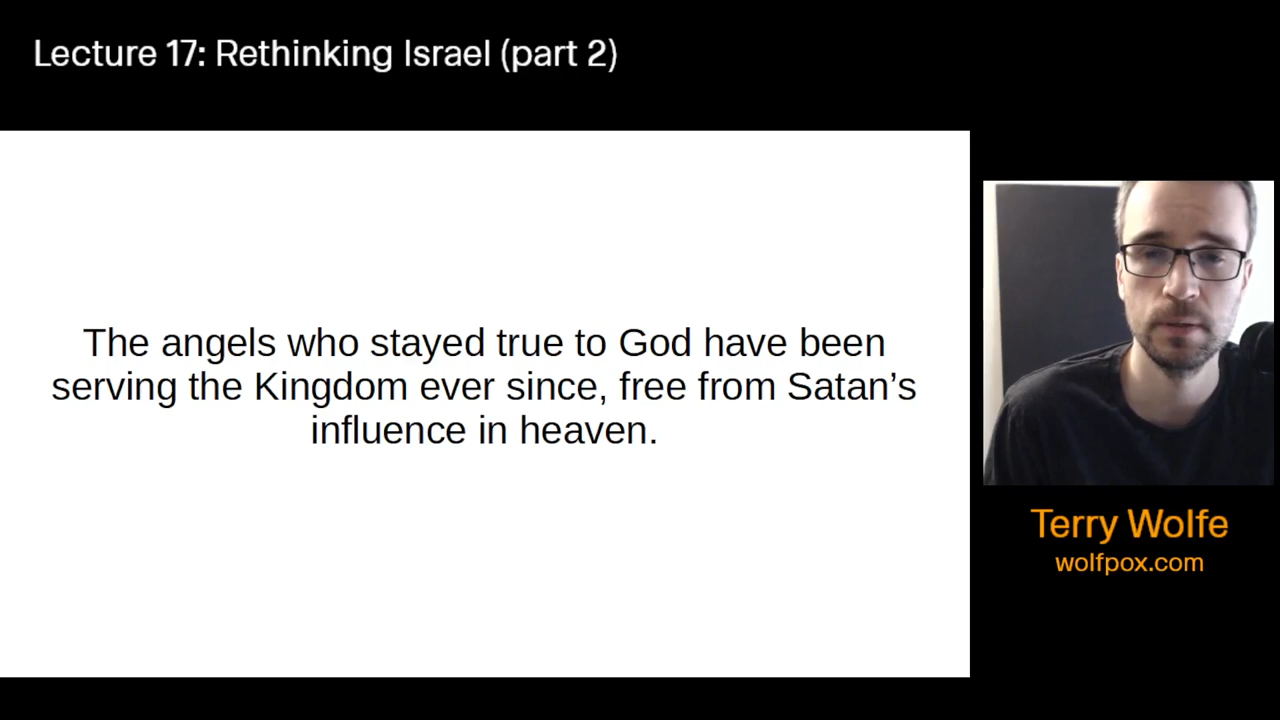 Lecture 17: Rethinking Israel (part 2)
The angels who stayed true to God have been
serving the Kingdom ever since, free from Satan’s
influence in heaven.
Terry Wolfe
wolfpox.com